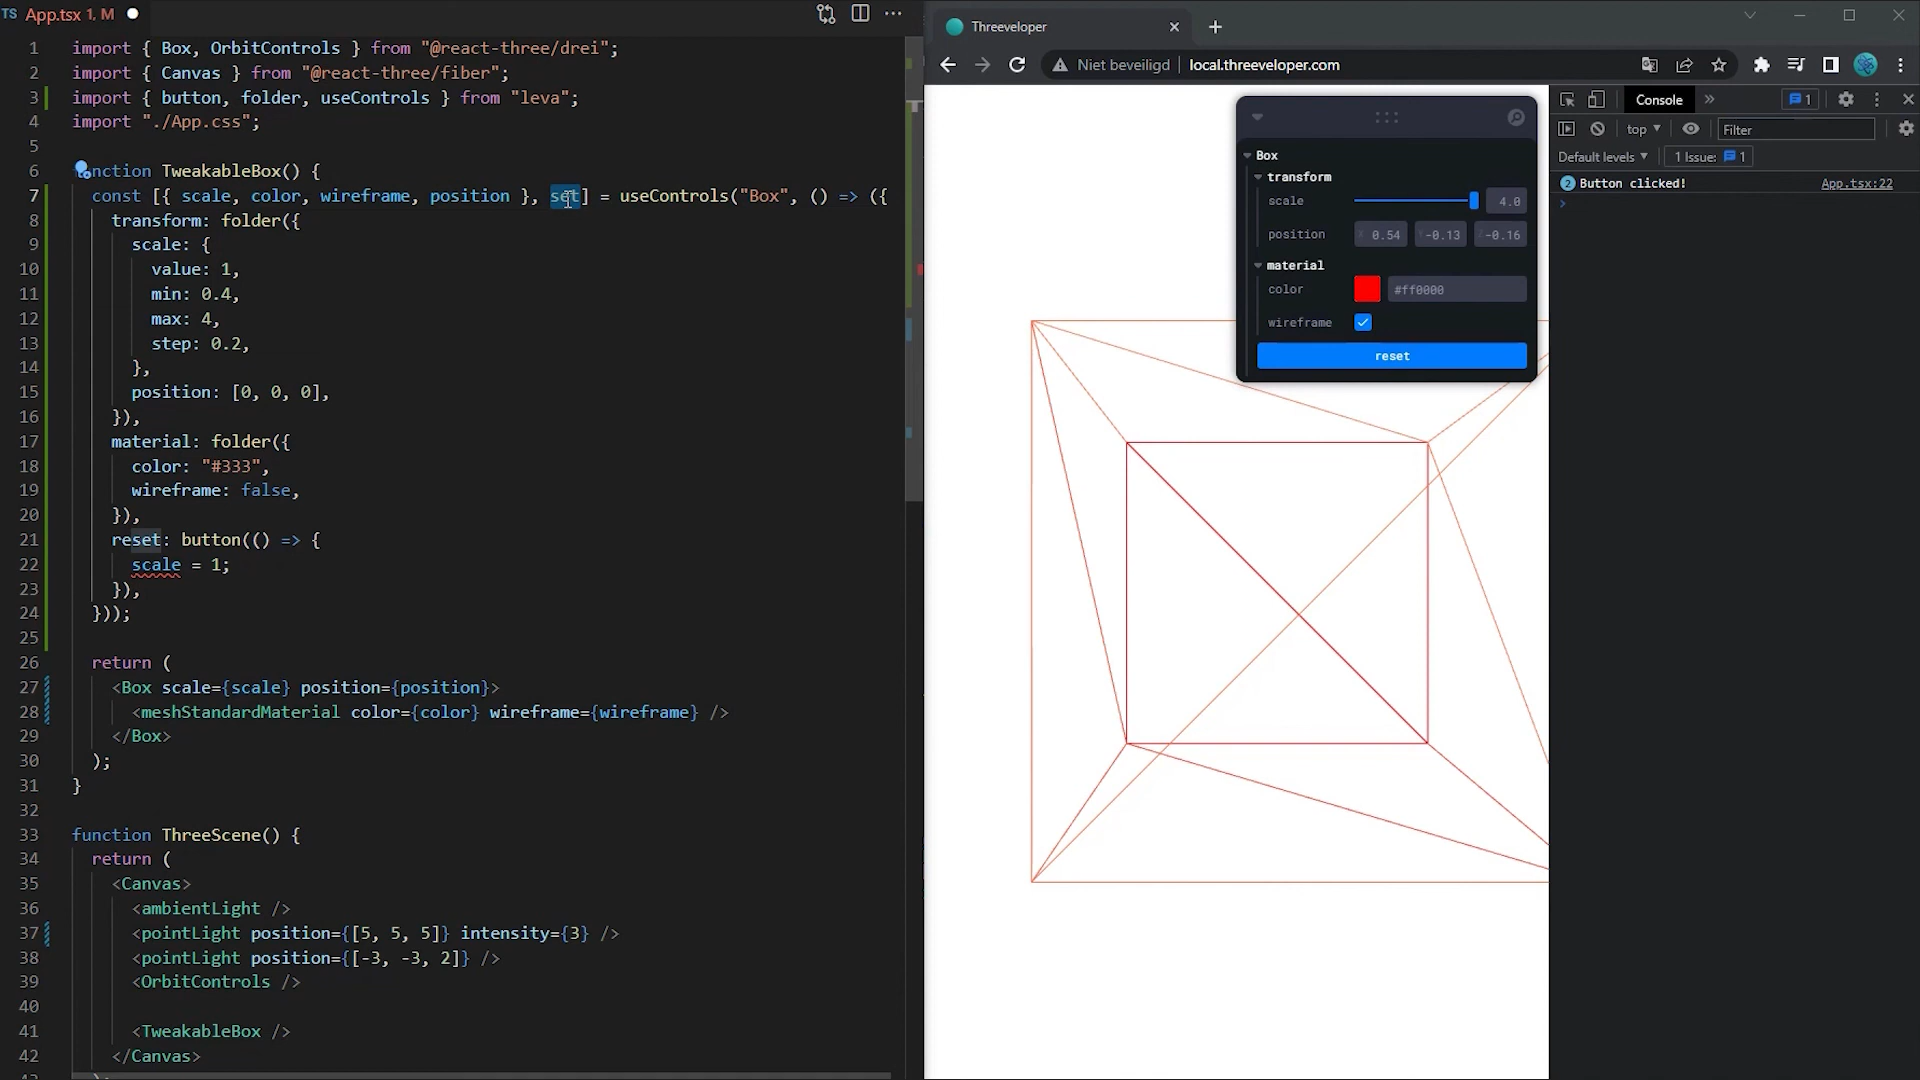 TS App.tsx 1, M
1 import { Box, OrbitControls } from "@react-three/drei";
2 import { Canvas } from "@react-three/fiber";
3 import { button, folder, useControls } from "leva";
4 import "./App.css";
5
6 nction TweakableBox() {
7 const [{ scale, color, wireframe, position }, set] = useControls("Box", () => ({
8 transform: folder({
9 scale: {
10 value: 1,
11 min: 0.4,
12 max: 4,
13 step: 0.2,
14 },
15 position: [0, 0, 0],
16 }),
17 material: folder({
18 color: "#333",
19 wireframe: false,
20 }),
21 reset: button(() => {
22 scale = 1;
23 }),
24 }));
25
26 return (
27 <Box scale={scale} position={position}>
28 <meshStandardMaterial color={color} wireframe={wireframe} />
29 </Box>
30 );
31 }
32
33 function ThreeScene() {
34 return (
35 <Canvas>
36 <ambientLight />
37 <pointLight position={[5, 5, 5]} intensity={3} />
38 <pointLight position={[-3, -3, 2]} />
39 <OrbitControls />
40
41 <TweakableBox />
42 </Canvas>
Threeveloper
Niet beveiligd local.threeveloper.com
Box
transform
scale 4.0
position 0.54 -0.13 -0.16
material
color #ff0000
wireframe
reset
Console 1
top Filter
Default levels 1 Issue: 1
2 Button clicked! App.tsx:22